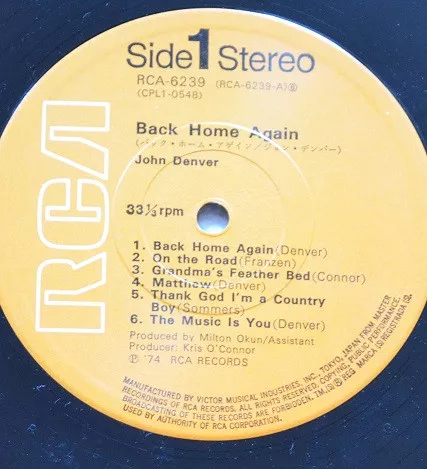 Side 1 Stereo
RCA-6239 (RCA-6239-A) Ⓑ
(CPL1-0548)
Back Home Again
(バック・ホーム・アゲイン/ジョン・デンバー)
John Denver
33⅓rpm
1. Back Home Again(Denver)
2. On the Road(Franzen)
3. Grandma's Feather Bed(Connor)
4. Matthew(Denver)
5. Thank God I'm a Country
Boy(Sommers)
6. The Music Is You(Denver)
Produced by Milton Okun/Assistant
Producer: Kris O'Connor
Ⓟ '74 RCA RECORDS
RCA
MANUFACTURED BY VICTOR MUSICAL INDUSTRIES, INC. TOKYO, JAPAN FROM MASTER
RECORDINGS OF RCA RECORDS. ALL RIGHTS RESERVED. COPYING, PUBLIC PERFORMANCE,
BROADCASTING OF THESE RECORDS ARE FORBIDDEN. TM.(S)® REG. MARCA (S) REGISTRADA (S).
USED BY AUTHORITY OF RCA CORPORATION.